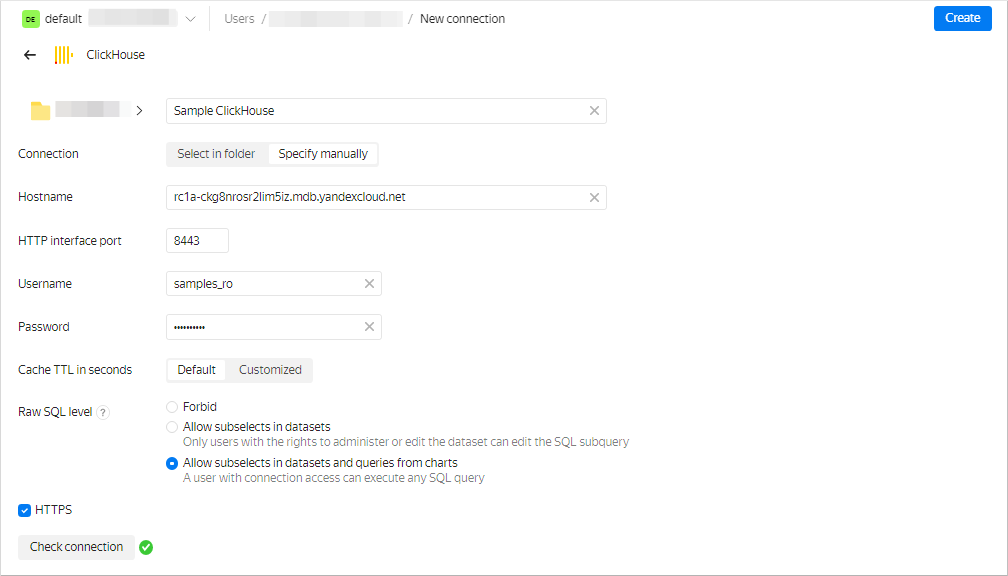 DE default
Users / / New connection
Create
ClickHouse
Sample ClickHouse
Connection Select in folder Specify manually
Hostname rc1a-ckg8nrosr2lim5iz.mdb.yandexcloud.net
HTTP interface port 8443
Username samples_ro
Password ••••••••••
Cache TTL in seconds Default Customized
Raw SQL level ? Forbid
Allow subselects in datasets
Only users with the rights to administer or edit the dataset can edit the SQL subquery
Allow subselects in datasets and queries from charts
A user with connection access can execute any SQL query
HTTPS
Check connection